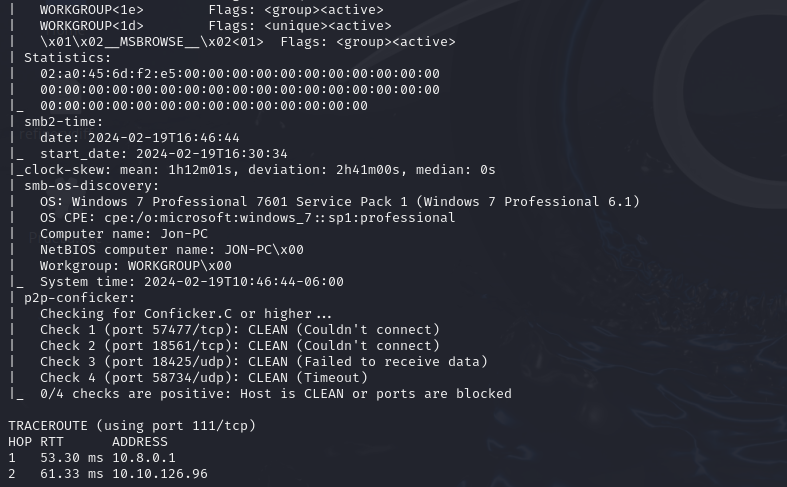 |   WORKGROUP<1e>        Flags: <group><active>
|   WORKGROUP<1d>        Flags: <unique><active>
|   \x01\x02__MSBROWSE__\x02<01>  Flags: <group><active>
| Statistics:
|   02:a0:45:6d:f2:e5:00:00:00:00:00:00:00:00:00:00:00
|   00:00:00:00:00:00:00:00:00:00:00:00:00:00:00:00:00
|_  00:00:00:00:00:00:00:00:00:00:00:00:00:00
| smb2-time:
|   date: 2024-02-19T16:46:44
|_  start_date: 2024-02-19T16:30:34
|_clock-skew: mean: 1h12m01s, deviation: 2h41m00s, median: 0s
| smb-os-discovery:
|   OS: Windows 7 Professional 7601 Service Pack 1 (Windows 7 Professional 6.1)
|   OS CPE: cpe:/o:microsoft:windows_7::sp1:professional
|   Computer name: Jon-PC
|   NetBIOS computer name: JON-PC\x00
|   Workgroup: WORKGROUP\x00
|_  System time: 2024-02-19T10:46:44-06:00
| p2p-conficker:
|   Checking for Conficker.C or higher...
|   Check 1 (port 57477/tcp): CLEAN (Couldn't connect)
|   Check 2 (port 18561/tcp): CLEAN (Couldn't connect)
|   Check 3 (port 18425/udp): CLEAN (Failed to receive data)
|   Check 4 (port 58734/udp): CLEAN (Timeout)
|_  0/4 checks are positive: Host is CLEAN or ports are blocked
TRACEROUTE (using port 111/tcp)
HOP RTT      ADDRESS
1   53.30 ms 10.8.0.1
2   61.33 ms 10.10.126.96